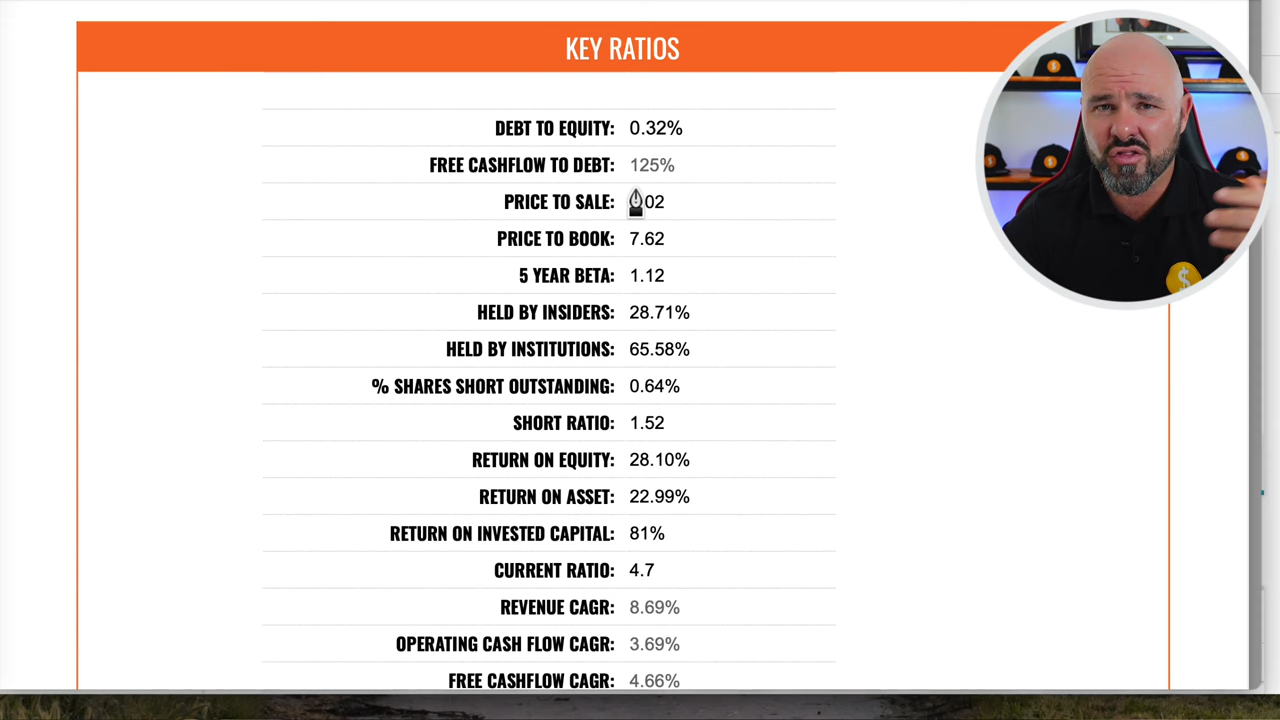 KEY RATIOS
DEBT TO EQUITY: 0.32%
FREE CASHFLOW TO DEBT: 125%
PRICE TO SALE: 02
PRICE TO BOOK: 7.62
5 YEAR BETA: 1.12
HELD BY INSIDERS: 28.71%
HELD BY INSTITUTIONS: 65.58%
% SHARES SHORT OUTSTANDING: 0.64%
SHORT RATIO: 1.52
RETURN ON EQUITY: 28.10%
RETURN ON ASSET: 22.99%
RETURN ON INVESTED CAPITAL: 81%
CURRENT RATIO: 4.7
REVENUE CAGR: 8.69%
OPERATING CASH FLOW CAGR: 3.69%
FREE CASHFLOW CAGR: 4.66%
$
$
$
$
$